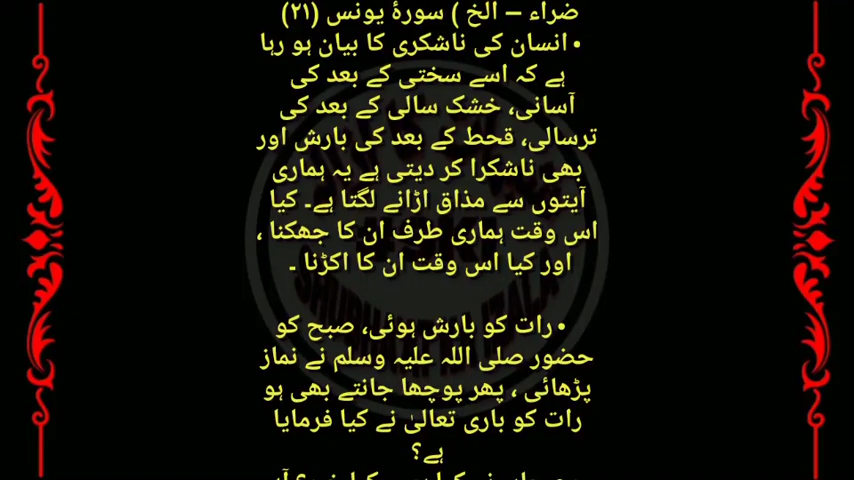 ضراء – الخ ) سورۂ یونس (۲۱)
• انسان کی ناشکری کا بیان ہو رہا
ہے کہ اسے سختی کے بعد کی
آسانی، خشک سالی کے بعد کی
ترسالی، قحط کے بعد کی بارش اور
بھی ناشکرا کر دیتی ہے یہ ہماری
آیتوں سے مذاق اڑانے لگتا ہے۔ کیا
اس وقت ہماری طرف ان کا جھکنا ،
اور کیا اس وقت ان کا اکڑنا ۔
• رات کو بارش ہوئی، صبح کو
حضور صلی اللہ علیہ وسلم نے نماز
پڑھائی ، پھر پوچھا جانتے بھی ہو
رات کو باری تعالیٰ نے کیا فرمایا
ہے؟